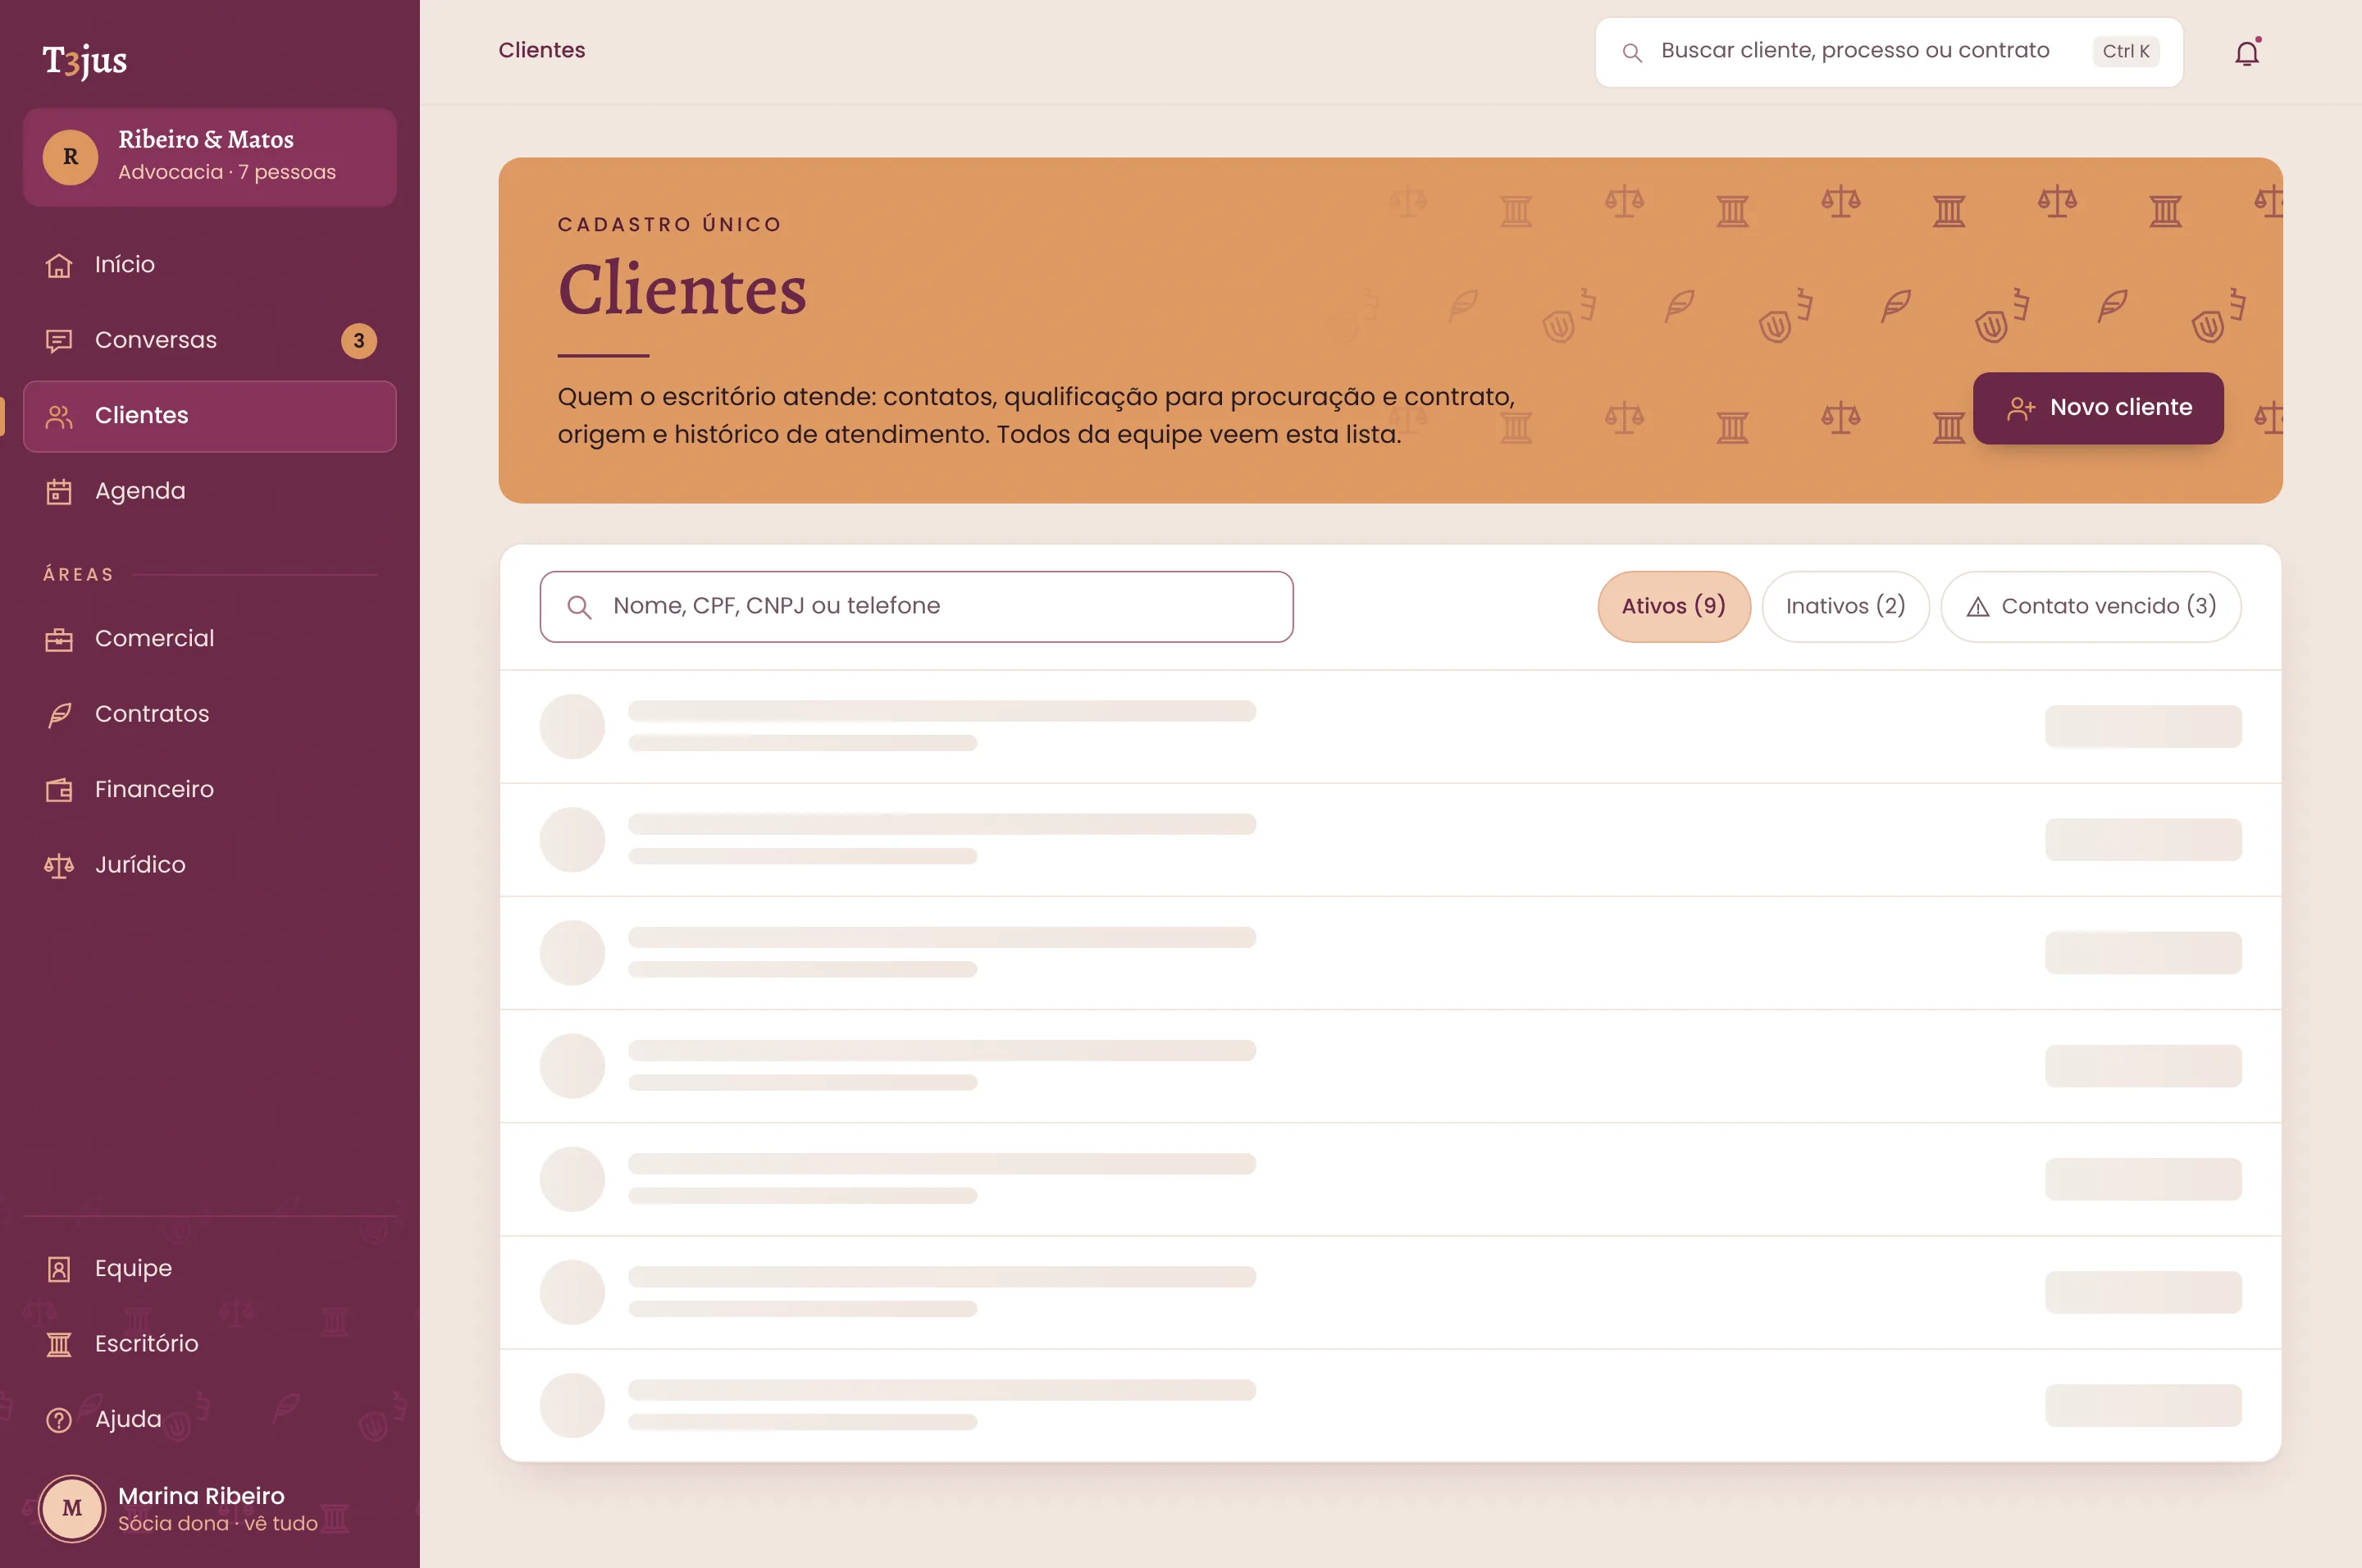 T3jus
R
Ribeiro & Matos
Advocacia · 7 pessoas
Início
Conversas
3
Clientes
Agenda
ÁREAS
Comercial
Contratos
Financeiro
Jurídico
Equipe
Escritório
Ajuda
M
Marina Ribeiro
Sócia dona · vê tudo
Clientes
Buscar cliente, processo ou contrato
Ctrl K
CADASTRO ÚNICO
Clientes
Quem o escritório atende: contatos, qualificação para procuração e contrato,
origem e histórico de atendimento. Todos da equipe veem esta lista.
Novo cliente
Nome, CPF, CNPJ ou telefone
Ativos (9)
Inativos (2)
Contato vencido (3)